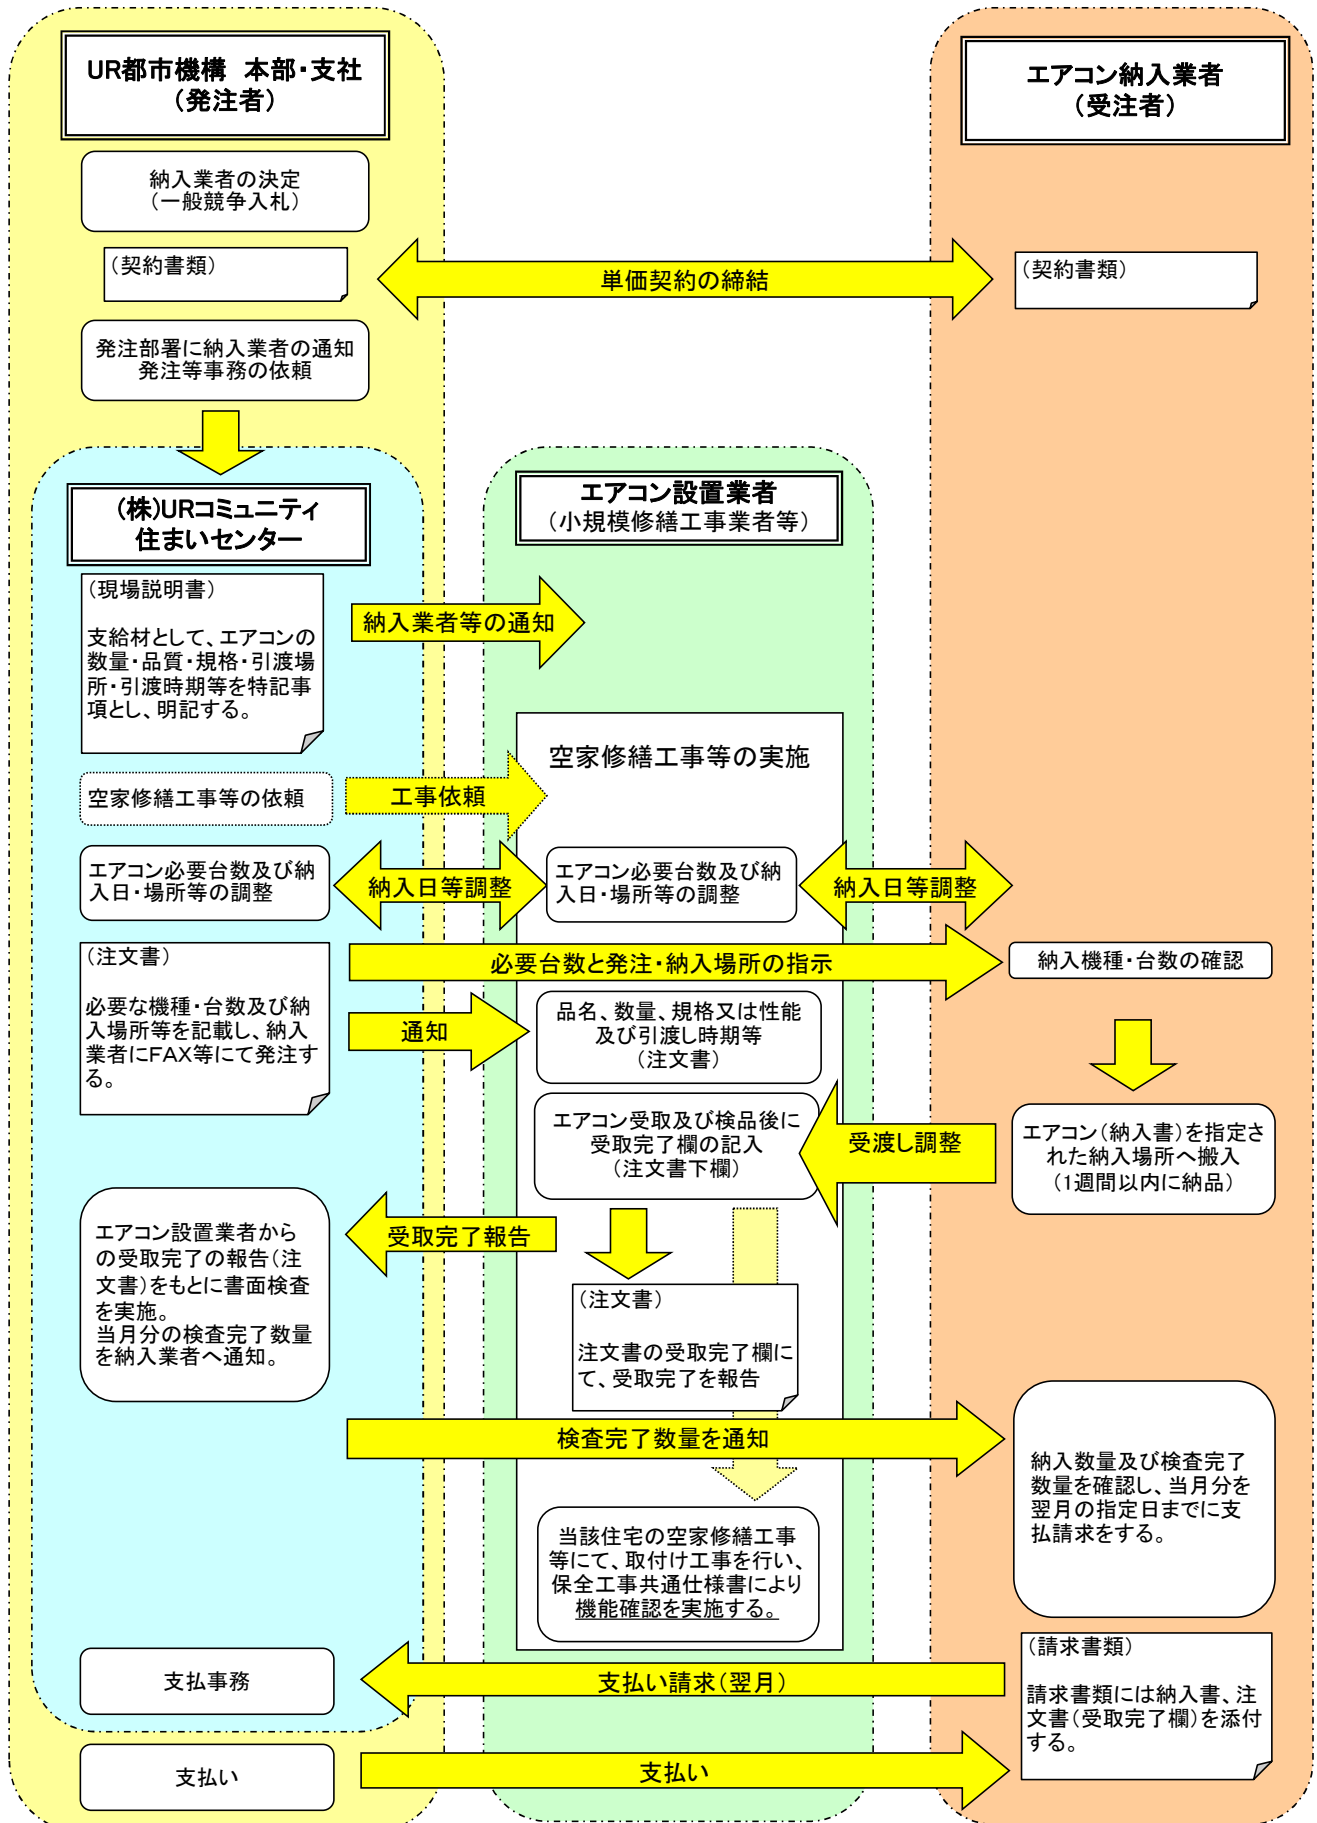 UR都市機構　本部・支社
（発注者）
エアコン納入業者
（受注者）
納入業者の決定
（一般競争入札）
（契約書類）
単価契約の締結
（契約書類）
発注部署に納入業者の通知
発注等事務の依頼
(株)URコミュニティ
住まいセンター
エアコン設置業者
（小規模修繕工事業者等）
（現場説明書）
支給材として、エアコンの
数量・品質・規格・引渡場
所・引渡時期等を特記事
項とし、明記する。
納入業者等の通知
空家修繕工事等の実施
空家修繕工事等の依頼
工事依頼
エアコン必要台数及び納
入日・場所等の調整
納入日等調整
エアコン必要台数及び納
入日・場所等の調整
納入日等調整
（注文書）
必要な機種・台数及び納
入場所等を記載し、納入
業者にFAX等にて発注す
る。
必要台数と発注・納入場所の指示
納入機種・台数の確認
通知
品名、数量、規格又は性能
及び引渡し時期等
（注文書）
エアコン受取及び検品後に
受取完了欄の記入
（注文書下欄）
受渡し調整
エアコン（納入書）を指定さ
れた納入場所へ搬入
（1週間以内に納品）
エアコン設置業者から
の受取完了の報告（注
文書）をもとに書面検査
を実施。
当月分の検査完了数量
を納入業者へ通知。
受取完了報告
（注文書）
注文書の受取完了欄に
て、受取完了を報告
検査完了数量を通知
納入数量及び検査完了
数量を確認し、当月分を
翌月の指定日までに支
払請求をする。
当該住宅の空家修繕工事
等にて、取付け工事を行い、
保全工事共通仕様書により
機能確認を実施する。
支払事務
支払い請求（翌月）
（請求書類）
請求書類には納入書、注
文書（受取完了欄）を添付
する。
支払い
支払い